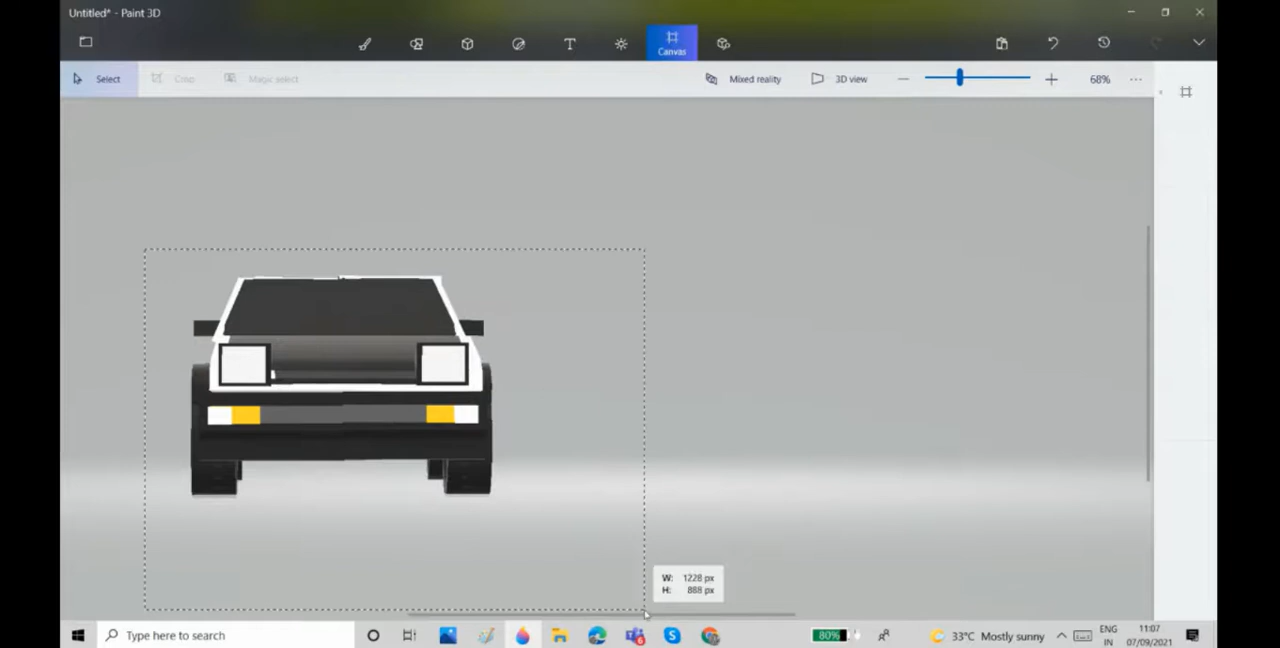 Untitled* - Paint 3D
Canvas
Select
Crop
Magic select
Mixed reality
3D view
68%
W: 1228 px
H: 888 px
Type here to search
6
80%
33°C Mostly sunny
ENG
IN
11:07
07/09/2021